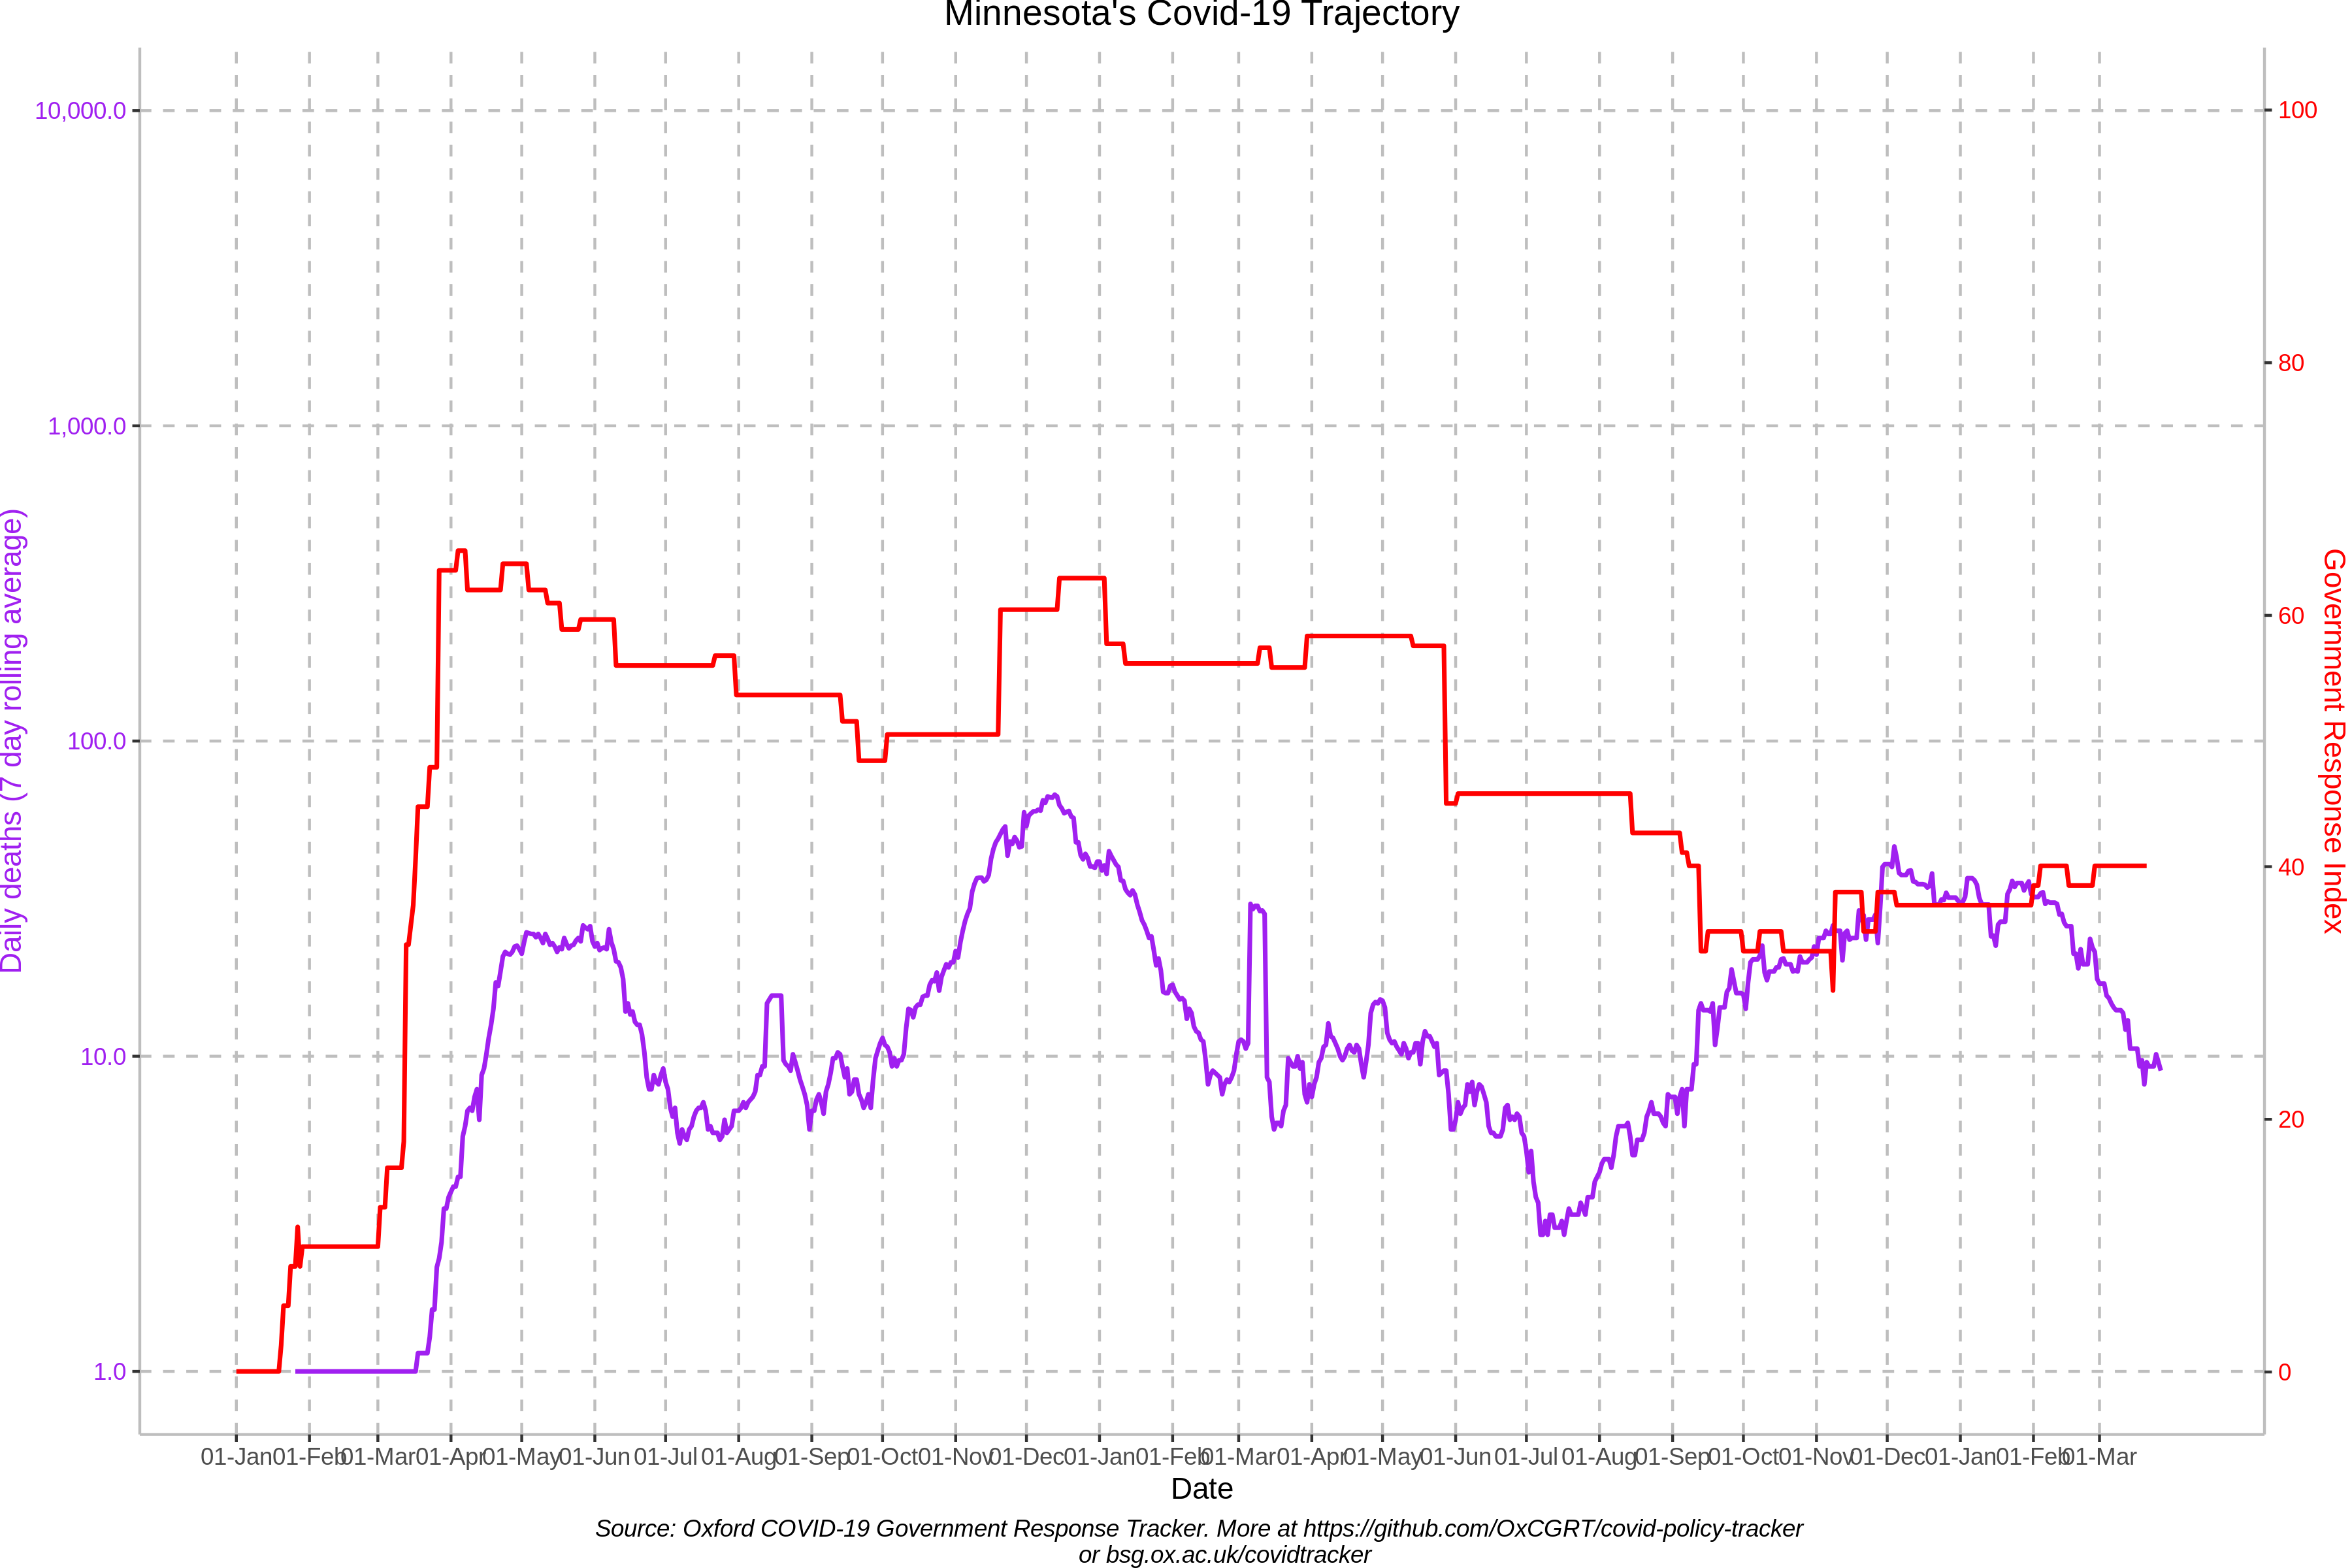 Minnesota's Covid-19 Trajectory
10,000.0
1,000.0
100.0
10.0
1.0
Daily deaths (7 day rolling average)
100
80
60
40
20
0
Government Response Index
01-Jan 01-Feb 01-Mar 01-Apr 01-May 01-Jun 01-Jul 01-Aug 01-Sep 01-Oct 01-Nov 01-Dec 01-Jan 01-Feb 01-Mar 01-Apr 01-May 01-Jun 01-Jul 01-Aug 01-Sep 01-Oct 01-Nov 01-Dec 01-Jan 01-Feb 01-Mar
Date
Source: Oxford COVID-19 Government Response Tracker. More at https://github.com/OxCGRT/covid-policy-tracker
or bsg.ox.ac.uk/covidtracker